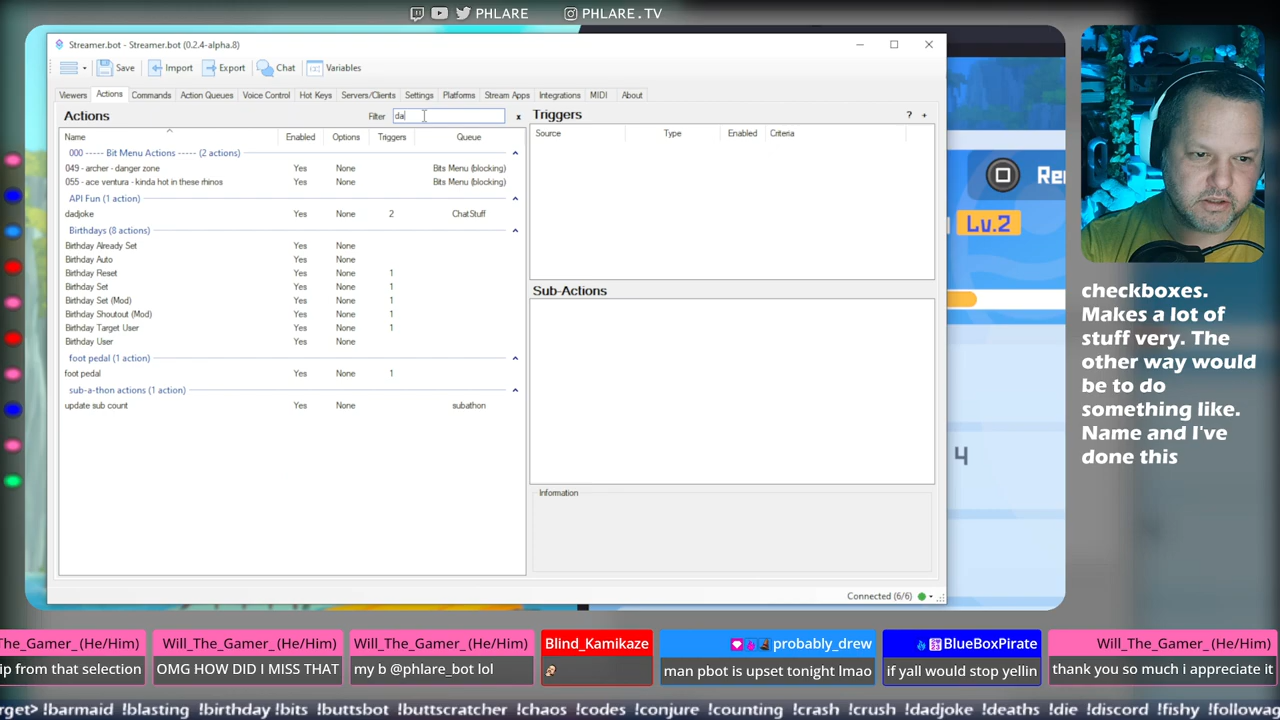 PHLARE
PHLARE.TV
Streamer.bot - Streamer.bot (0.2.4-alpha.8)
Save Import Export Chat Variables
Viewers Actions Commands Action Queues Voice Control Hot Keys Servers/Clients Settings Platforms Stream Apps Integrations MIDI About
Actions Filter da x
Name Enabled Options Triggers Queue
000 ----- Bit Menu Actions ----- (2 actions)
049 - archer - danger zone Yes None Bits Menu (blocking)
055 - ace ventura - kinda hot in these rhinos Yes None Bits Menu (blocking)
API Fun (1 action)
dadjoke Yes None 2 ChatStuff
Birthdays (8 actions)
Birthday Already Set Yes None
Birthday Auto Yes None
Birthday Reset Yes None 1
Birthday Set Yes None 1
Birthday Set (Mod) Yes None 1
Birthday Shoutout (Mod) Yes None 1
Birthday Target User Yes None 1
Birthday User Yes None
foot pedal (1 action)
foot pedal Yes None 1
sub-a-thon actions (1 action)
update sub count Yes None subathon
Triggers ? +
Source Type Enabled Criteria
Sub-Actions
Information
Connected (6/6)
Re
Lv.2
4
checkboxes.
Makes a lot of
stuff very. The
other way would
be to do
something like.
Name and I've
done this
The_Gamer_ (He/Him)
ip from that selection
Will_The_Gamer_ (He/Him)
OMG HOW DID I MISS THAT
Will_The_Gamer_ (He/Him)
my b @phlare_bot lol
Blind_Kamikaze
probably_drew
man pbot is upset tonight lmao
BlueBoxPirate
if yall would stop yellin
Will_The_Gamer_ (He/Him)
thank you so much i appreciate it
rget> !barmaid !blasting !birthday !bits !buttsbot !buttscratcher !chaos !codes !conjure !counting !crash !crush !dadjoke !deaths !die !discord !fishy !followag